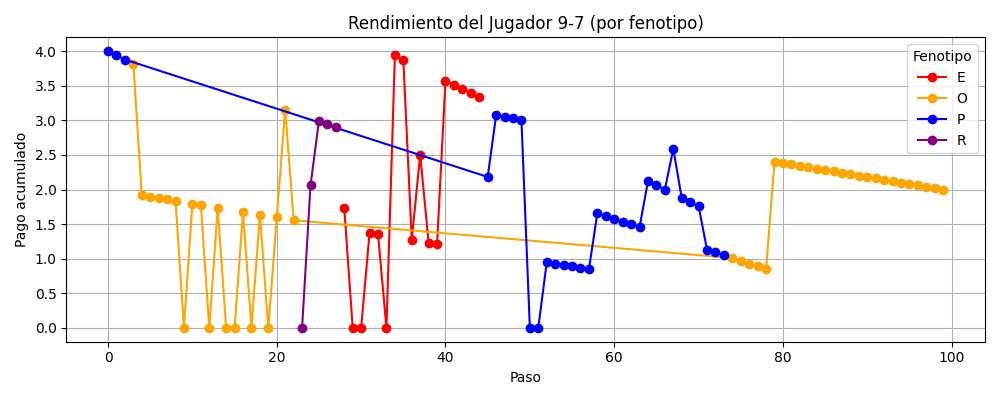 Rendimiento del Jugador 9-7 (por fenotipo)
Pago acumulado
4.0
3.5
3.0
2.5
2.0
1.5
1.0
0.5
0.0
0 20 40 60 80 100
Paso
Fenotipo
E
O
P
R